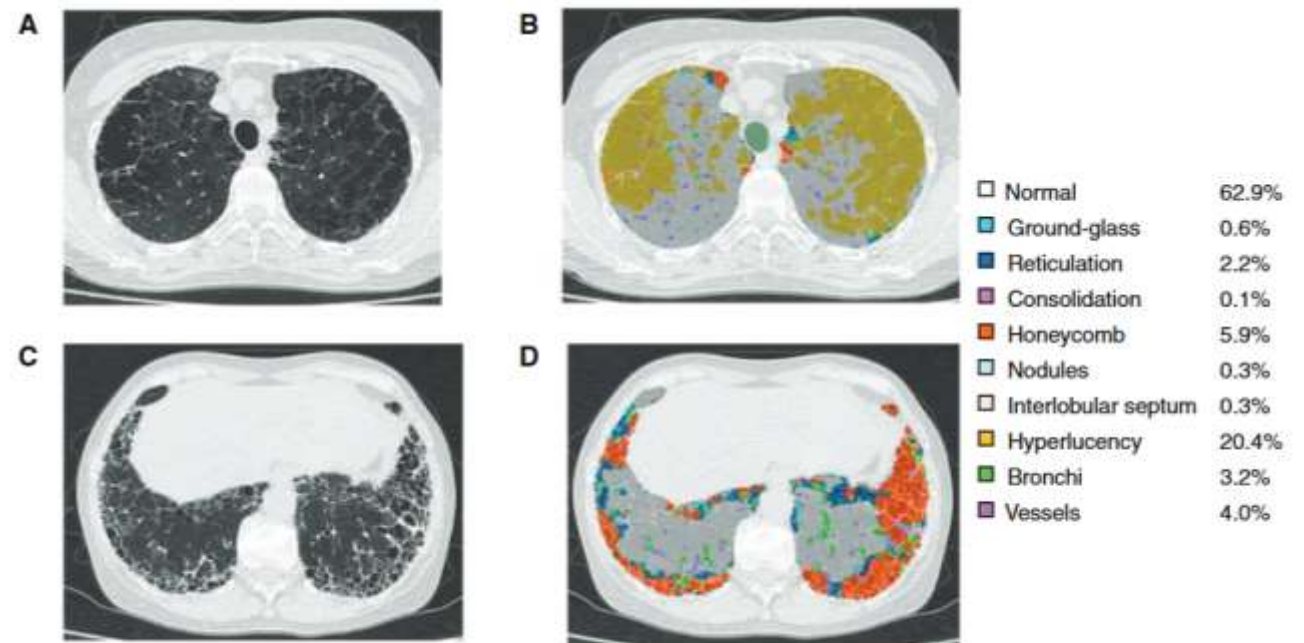 A
B
C
D
Normal 62.9%
Ground-glass 0.6%
Reticulation 2.2%
Consolidation 0.1%
Honeycomb 5.9%
Nodules 0.3%
Interlobular septum 0.3%
Hyperlucency 20.4%
Bronchi 3.2%
Vessels 4.0%